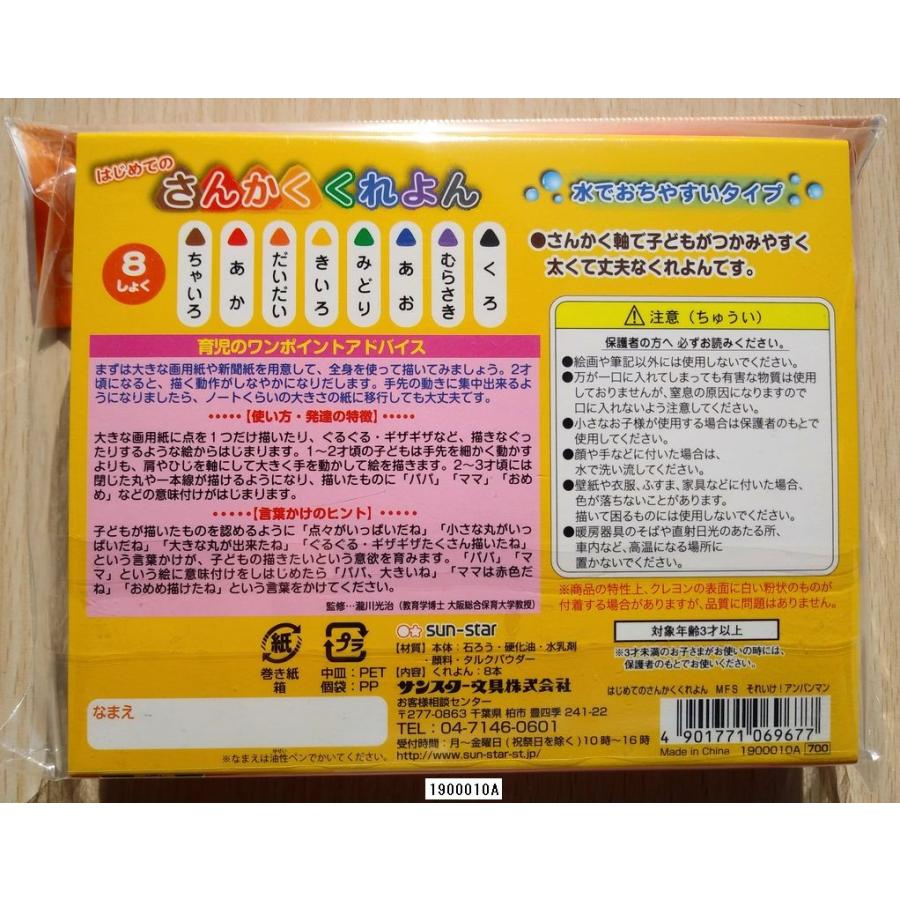 はじめての
さんかくくれよん
水でおちやすいタイプ
8
しょく
ちゃいろ
あか
だいだい
きいろ
みどり
あお
むらさき
くろ
●さんかく軸で子どもがつかみやすく
太くて丈夫なくれよんです。
育児のワンポイントアドバイス
まずは大きな画用紙や新聞紙を用意して、全身を使って描いてみましょう。2才
頃になると、描く動作がしなやかになりだします。手先の動きに集中出来るよ
うになりましたら、ノートくらいの大きさの紙に移行しても大丈夫です。
•••••【使い方・発達の特徴】•••••
大きな画用紙に点を1つだけ描いたり、ぐるぐる・ギザギザなど、描きなぐっ
たりするような絵からはじまります。1〜2才頃の子どもは手先を細かく動かす
よりも、肩やひじを軸にして大きく手を動かして絵を描きます。2〜3才頃には
閉じた丸や一本線が描けるようになり、描いたものに「パパ」「ママ」「おめ
め」などの意味付けがはじまります。
•••••【言葉かけのヒント】•••••
子どもが描いたものを認めるように「点々がいっぱいだね」「小さな丸がいっ
ぱいだね」「大きな丸が出来たね」「ぐるぐる・ギザギザたくさん描いたね」
という言葉かけが、子どもの描きたいという意欲を育みます。「パパ」「マ
マ」という絵に意味付けをしはじめたら「パパ、大きいね」「ママは赤色だ
ね」「おめめ描けたね」という言葉をかけてください。
監修…瀧川光治（教育学博士 大阪総合保育大学教授）
注意（ちゅうい）
保護者の方へ 必ずお読みください。
●絵画や筆記以外には使用しないでください。
●万が一口に入れてしまっても有害な物質は使用
しておりませんが、窒息の原因になりますので
口に入れないよう注意してください。
●小さなお子様が使用する場合は保護者のもとで
使用してください。
●顔や手などに付いた場合は、
水で洗い流してください。
●壁紙や衣服、ふすま、家具などに付いた場合、
色が落ちないことがあります。
描いて困るものには使用しないでください。
●暖房器具のそばや直射日光のあたる所、
車内など、高温になる場所に
置かないでください。
※商品の特性上、クレヨンの表面に白い粉状のものが
付着する場合がありますが、品質に問題はありません。
対象年齢3才以上
※3才未満のお子さまがお使いの時には、
保護者のもとでお使いください。
紙
巻き紙
箱
プラ
中皿：PET
個袋：PP
sun-star
【材質】本体：石ろう・硬化油・水乳剤
・顔料・タルクパウダー
【内容】くれよん：8本
サンスター文具株式会社
お客様相談センター
〒277-0863 千葉県 柏市 豊四季 241-22
TEL：04-7146-0601
受付時間：月〜金曜日（祝祭日を除く）10時〜16時
http://www.sun-star-st.jp/
なまえ
※なまえは油性ペンでかいてください。
はじめてのさんかくくれよん MFS それいけ！アンパンマン
4 901771 069677
Made in China 1900010A 700
1900010A